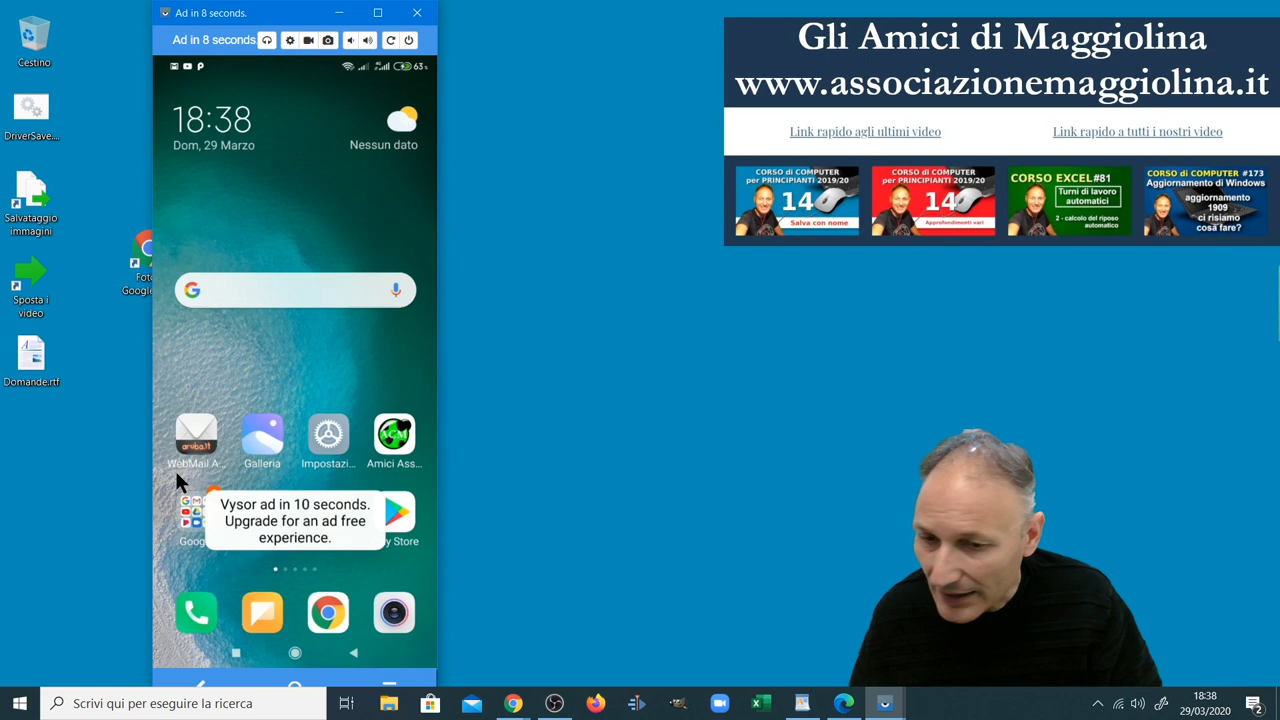 Cestino
DriverSave....
Salvataggio
immagini
Sposta i
video
Domande.rtf
Foto
Google
Ad in 8 seconds.
Ad in 8 seconds
63%
18:38
Dom, 29 Marzo
Nessun dato
WebMail A...
aruba.it
Galleria
Impostazi...
Amici Ass...
ACM
Vysor ad in 10 seconds.
Upgrade for an ad free
experience.
Goog
y Store
Gli Amici di Maggiolina
www.associazionemaggiolina.it
Link rapido agli ultimi video
Link rapido a tutti i nostri video
CORSO di COMPUTER
per PRINCIPIANTI 2019/20
14
Salva con nome
CORSO di COMPUTER
per PRINCIPIANTI 2019/20
14
Approfondimenti vari
CORSO EXCEL#81
Turni di lavoro
automatici
2 - calcolo del riposo
automatico
CORSO di COMPUTER #173
Aggiornamento di Windows
aggiornamento
1909
ci risiamo
cosa fare?
Scrivi qui per eseguire la ricerca
18:38
29/03/2020
2